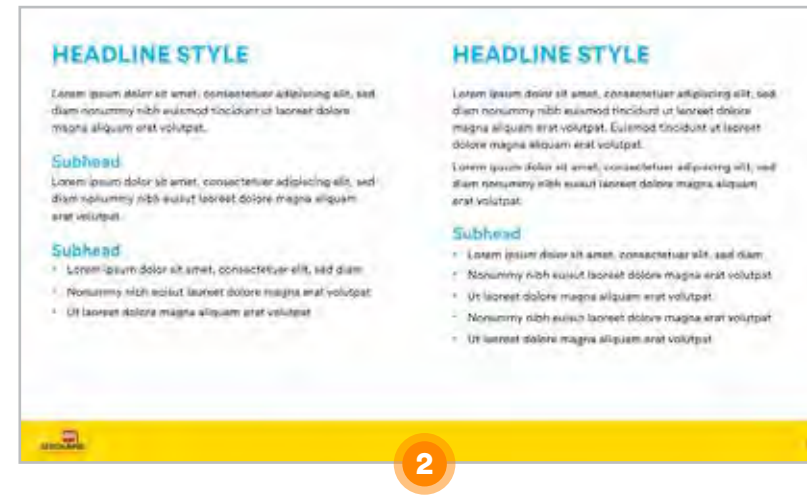 HEADLINE STYLE
Lorem ipsum dolor sit amet, consectetuer adipiscing elit, sed
diam nonummy nibh euismod tincidunt ut laoreet dolore
magna aliquam erat volutpat.
Subhead
Lorem ipsum dolor sit amet, consectetuer adipiscing elit, sed
diam nonummy nibh euisut laoreet dolore magna aliquam
erat volutpat.
Subhead
• Lorem ipsum dolor sit amet, consectetuer elit, sed diam
• Nonummy nibh euisut laoreet dolore magna erat volutpat
• Ut laoreet dolore magna aliquam erat volutpat
HEADLINE STYLE
Lorem ipsum dolor sit amet, consectetuer adipiscing elit, sed
diam nonummy nibh euismod tincidunt ut laoreet dolore
magna aliquam erat volutpat. Euismod tincidunt ut laoreet
dolore magna aliquam erat volutpat.
Lorem ipsum dolor sit amet, consectetuer adipiscing elit, sed
diam nonummy nibh euisut laoreet dolore magna aliquam
erat volutpat.
Subhead
• Lorem ipsum dolor sit amet, consectetuer elit, sed diam
• Nonummy nibh euisut laoreet dolore magna erat volutpat
• Ut laoreet dolore magna aliquam erat volutpat
• Nonummy nibh euisut laoreet dolore magna erat volutpat
• Ut laoreet dolore magna aliquam erat volutpat
2